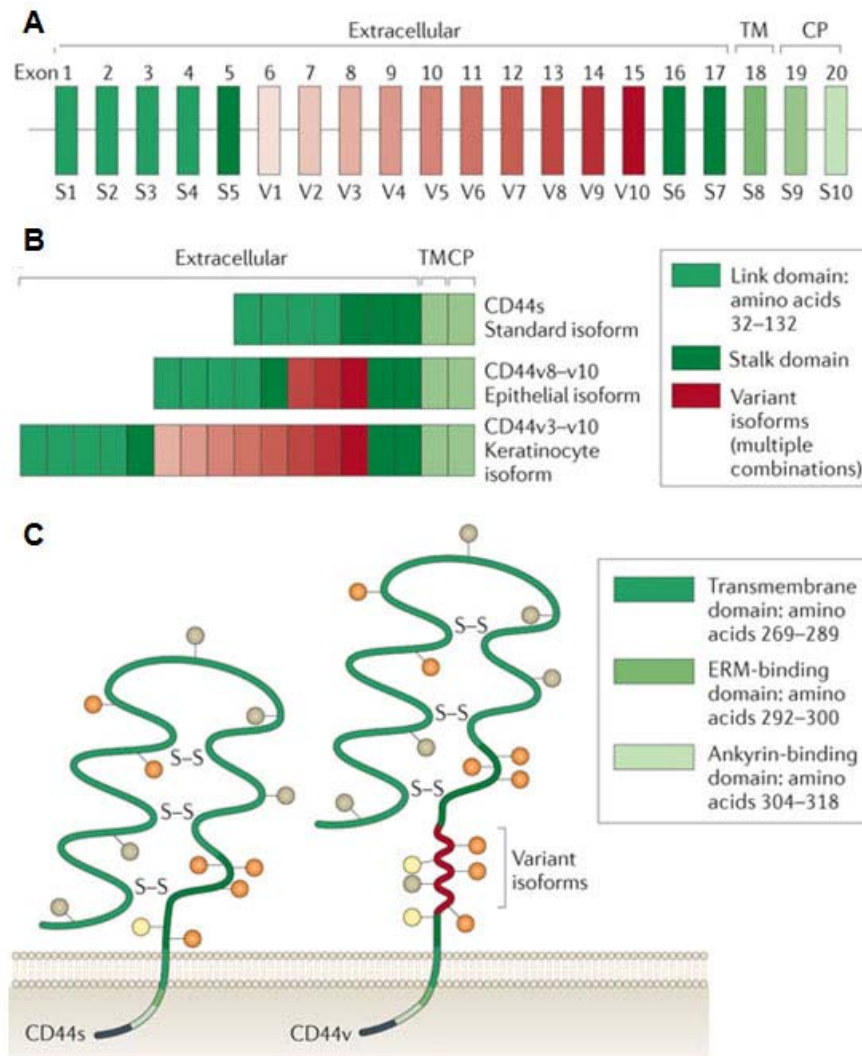 A
Extracellular TM CP
Exon 1 2 3 4 5 6 7 8 9 10 11 12 13 14 15 16 17 18 19 20
S1 S2 S3 S4 S5 V1 V2 V3 V4 V5 V6 V7 V8 V9 V10 S6 S7 S8 S9 S10
B
Extracellular TM CP
CD44s
Standard isoform
CD44v8–v10
Epithelial isoform
CD44v3–v10
Keratinocyte
isoform
Link domain:
amino acids
32–132
Stalk domain
Variant
isoforms
(multiple
combinations)
C
S–S
S–S
S–S
CD44s
S–S
S–S
S–S
Variant
isoforms
CD44v
Transmembrane
domain: amino
acids 269–289
ERM-binding
domain: amino
acids 292–300
Ankyrin-binding
domain: amino
acids 304–318